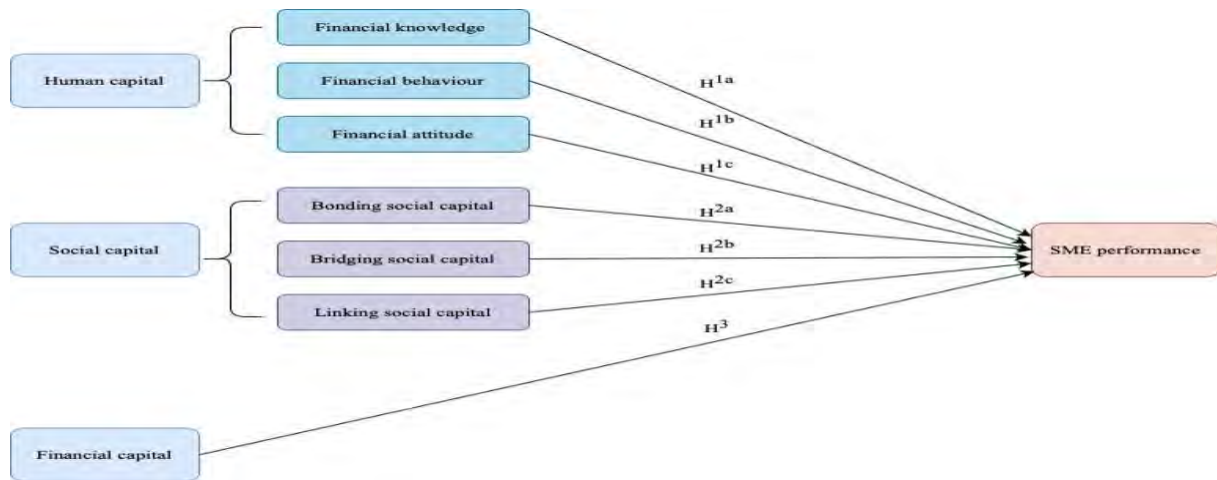 Financial knowledge
Human capital
Financial behaviour
Financial attitude
H1a
H1b
H1c
Bonding social capital
H2a
Social capital
Bridging social capital
H2b
SME performance
Linking social capital
H2c
H3
Financial capital